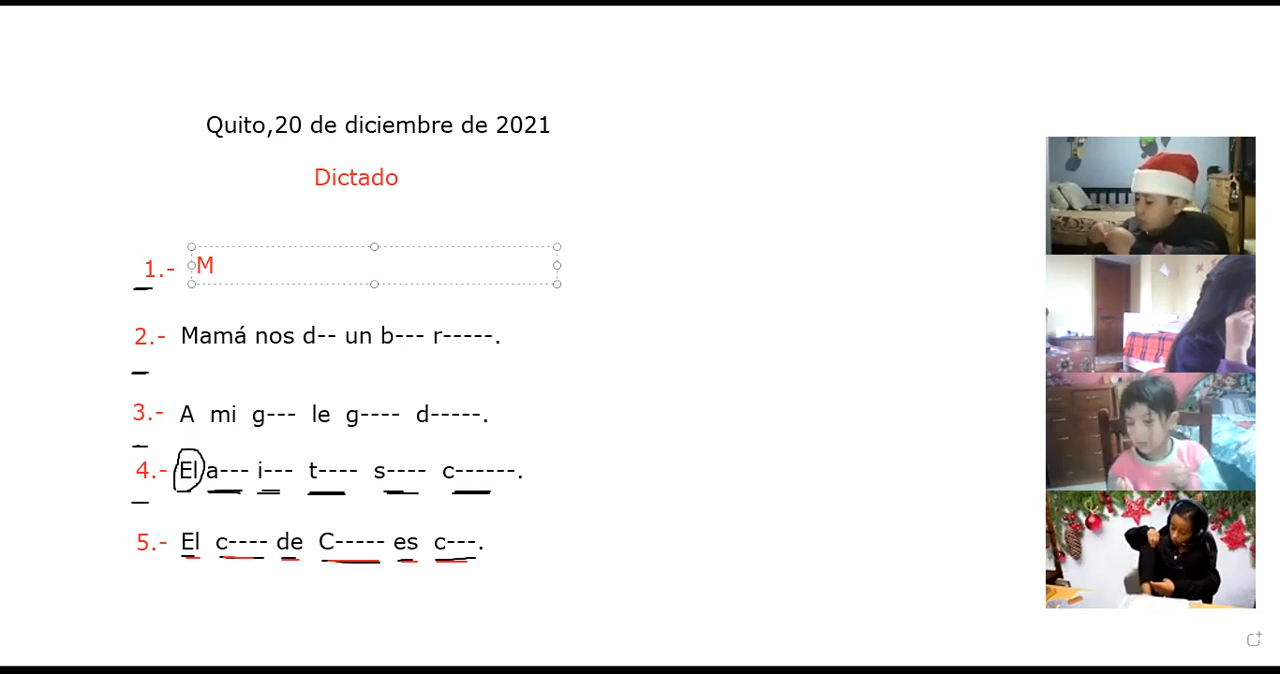 Quito,20 de diciembre de 2021
Dictado
1.- M
2.- Mamá nos d-- un b--- r-----.
3.- A mi g--- le g---- d-----.
4.- El a--- i--- t---- s---- c------.
5.- El c---- de C----- es c---.